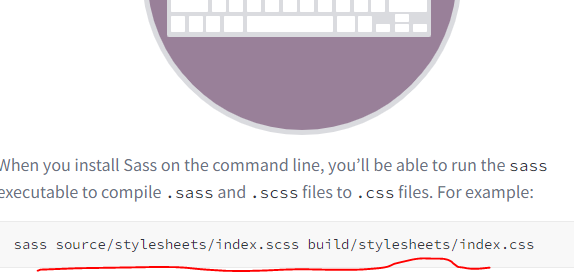 When you install Sass on the command line, you’ll be able to run the sass
executable to compile .sass and .scss files to .css files. For example:
sass source/stylesheets/index.scss build/stylesheets/index.css